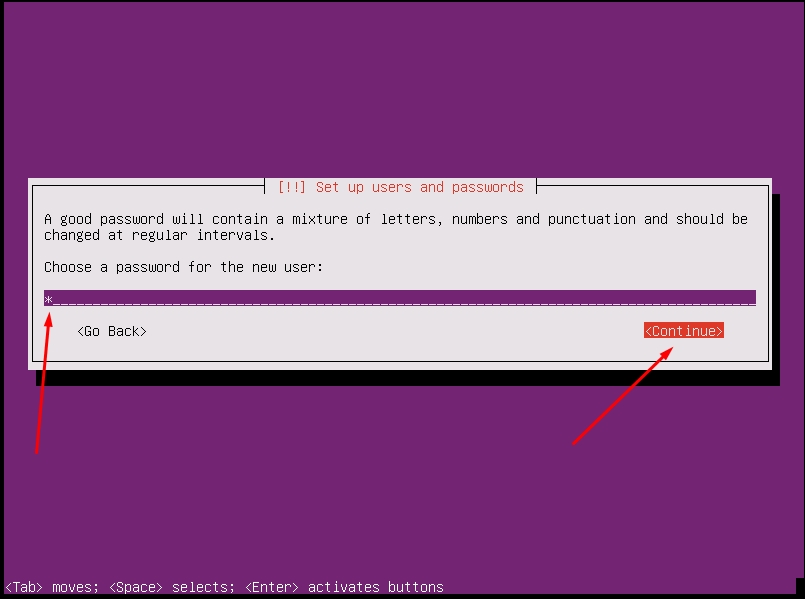 [!!] Set up users and passwords
A good password will contain a mixture of letters, numbers and punctuation and should be
changed at regular intervals.
Choose a password for the new user:
*_______________________________________________________________________________________
<Go Back> <Continue>
<Tab> moves; <Space> selects; <Enter> activates buttons